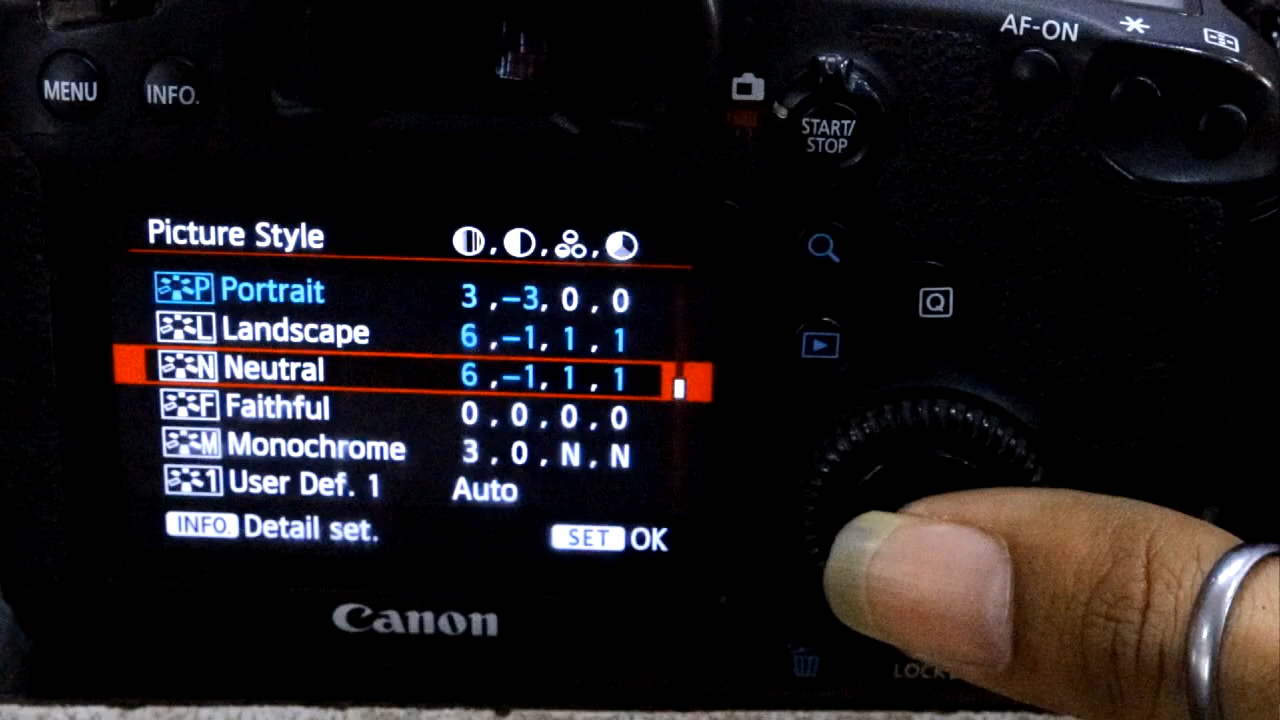 AF-ON
MENU
INFO.
START/
STOP
Picture Style
P Portrait 3 , -3, 0 , 0
L Landscape 6 , -1, 1 , 1
N Neutral 6 , -1, 1 , 1
F Faithful 0 , 0 , 0 , 0
M Monochrome 3 , 0 , N , N
1 User Def. 1 Auto
INFO. Detail set. SET OK
Q
Canon
LOCK